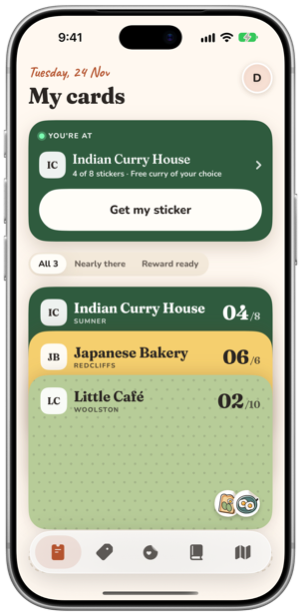 9:41
Tuesday, 24 Nov
My cards
D
YOU'RE AT
IC
Indian Curry House
4 of 8 stickers · Free curry of your choice
Get my sticker
All 3 Nearly there Reward ready
IC
Indian Curry House
SUMNER
04/8
JB
Japanese Bakery
REDCLIFFS
06/6
LC
Little Café
WOOLSTON
02/10